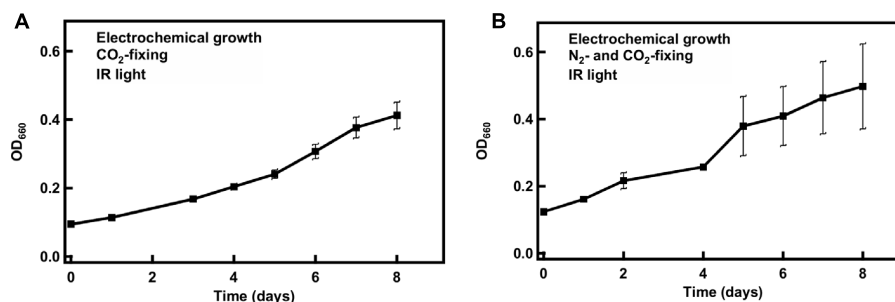 A
Electrochemical growth
CO₂-fixing
IR light
OD₆₆₀
0.6
0.4
0.2
0.0
0 2 4 6 8
Time (days)
B
Electrochemical growth
N₂- and CO₂-fixing
IR light
OD₆₆₀
0.6
0.4
0.2
0.0
0 2 4 6 8
Time (days)